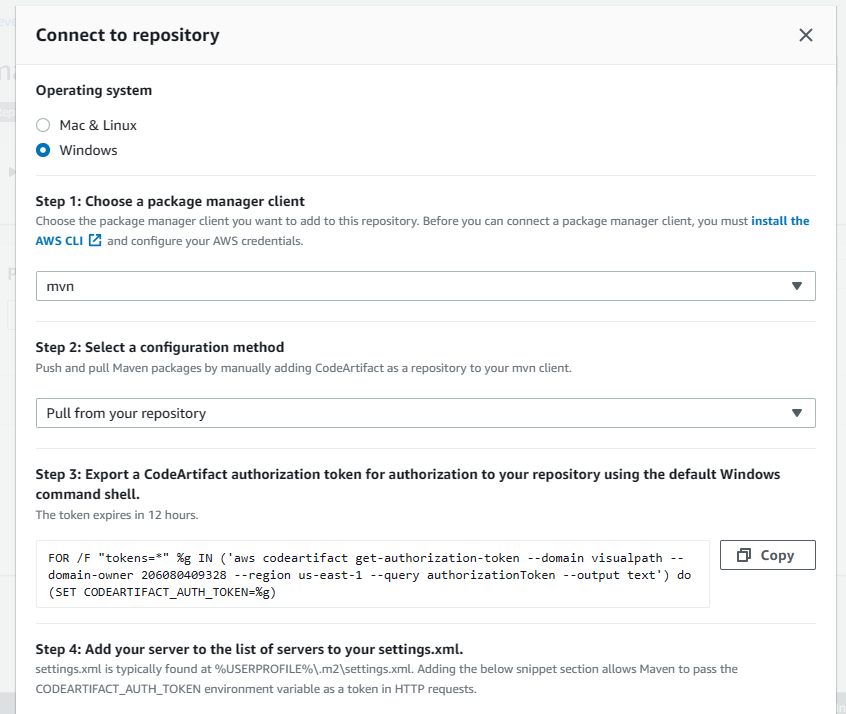 Connect to repository
Operating system
Mac & Linux
Windows
Step 1: Choose a package manager client
Choose the package manager client you want to add to this repository. Before you can connect a package manager client, you must install the
AWS CLI and configure your AWS credentials.
mvn
Step 2: Select a configuration method
Push and pull Maven packages by manually adding CodeArtifact as a repository to your mvn client.
Pull from your repository
Step 3: Export a CodeArtifact authorization token for authorization to your repository using the default Windows
command shell.
The token expires in 12 hours.
FOR /F "tokens=*" %g IN ('aws codeartifact get-authorization-token --domain visualpath --
domain-owner 206080409328 --region us-east-1 --query authorizationToken --output text') do
(SET CODEARTIFACT_AUTH_TOKEN=%g)
Copy
Step 4: Add your server to the list of servers to your settings.xml.
settings.xml is typically found at %USERPROFILE%\.m2\settings.xml. Adding the below snippet section allows Maven to pass the
CODEARTIFACT_AUTH_TOKEN environment variable as a token in HTTP requests.